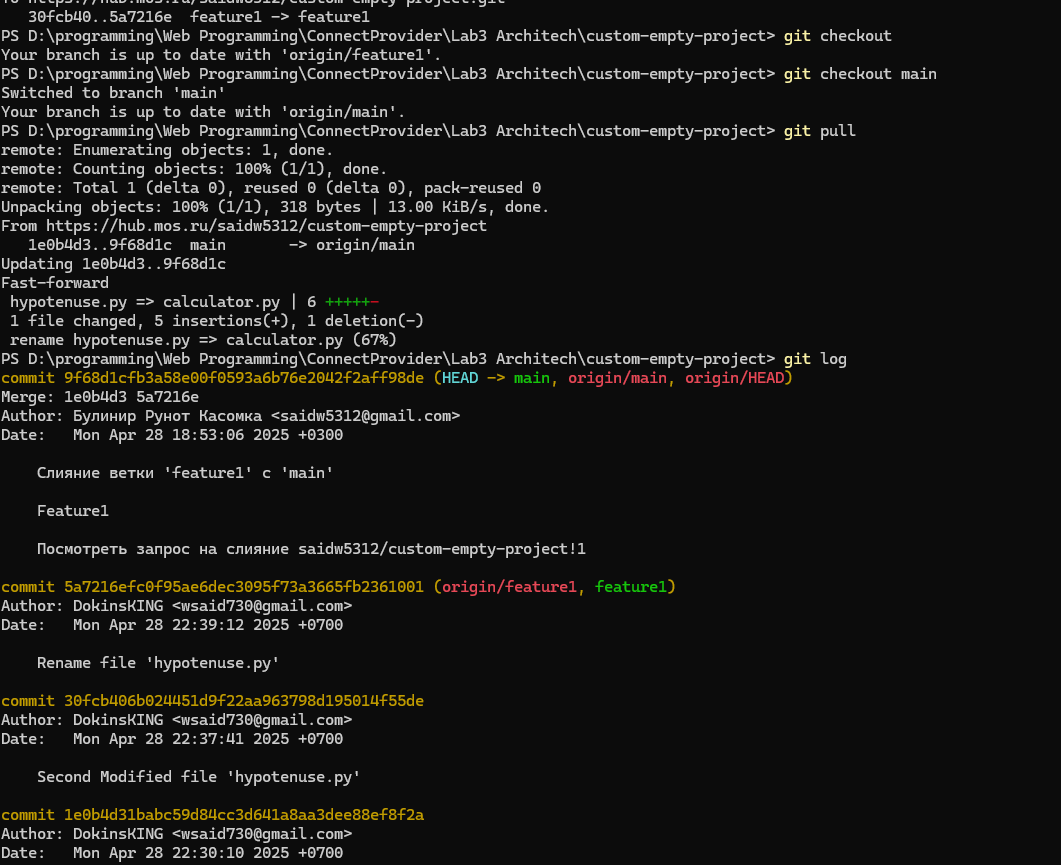 To https://hub.mos.ru/saidw5312/custom-empty-project.git
   30fcb40..5a7216e  feature1 -> feature1
PS D:\programming\Web Programming\ConnectProvider\Lab3 Architech\custom-empty-project> git checkout
Your branch is up to date with 'origin/feature1'.
PS D:\programming\Web Programming\ConnectProvider\Lab3 Architech\custom-empty-project> git checkout main
Switched to branch 'main'
Your branch is up to date with 'origin/main'.
PS D:\programming\Web Programming\ConnectProvider\Lab3 Architech\custom-empty-project> git pull
remote: Enumerating objects: 1, done.
remote: Counting objects: 100% (1/1), done.
remote: Total 1 (delta 0), reused 0 (delta 0), pack-reused 0
Unpacking objects: 100% (1/1), 318 bytes | 13.00 KiB/s, done.
From https://hub.mos.ru/saidw5312/custom-empty-project
   1e0b4d3..9f68d1c  main       -> origin/main
Updating 1e0b4d3..9f68d1c
Fast-forward
 hypotenuse.py => calculator.py | 6 +++++-
 1 file changed, 5 insertions(+), 1 deletion(-)
 rename hypotenuse.py => calculator.py (67%)
PS D:\programming\Web Programming\ConnectProvider\Lab3 Architech\custom-empty-project> git log
commit 9f68d1cfb3a58e00f0593a6b76e2042f2aff98de (HEAD -> main, origin/main, origin/HEAD)
Merge: 1e0b4d3 5a7216e
Author: Булинир Рунот Касомка <saidw5312@gmail.com>
Date:   Mon Apr 28 18:53:06 2025 +0300
    Слияние ветки 'feature1' с 'main'
    Feature1
    Посмотреть запрос на слияние saidw5312/custom-empty-project!1
commit 5a7216efc0f95ae6dec3095f73a3665fb2361001 (origin/feature1, feature1)
Author: DokinsKING <wsaid730@gmail.com>
Date:   Mon Apr 28 22:39:12 2025 +0700
    Rename file 'hypotenuse.py'
commit 30fcb406b024451d9f22aa963798d195014f55de
Author: DokinsKING <wsaid730@gmail.com>
Date:   Mon Apr 28 22:37:41 2025 +0700
    Second Modified file 'hypotenuse.py'
commit 1e0b4d31babc59d84cc3d641a8aa3dee88ef8f2a
Author: DokinsKING <wsaid730@gmail.com>
Date:   Mon Apr 28 22:30:10 2025 +0700